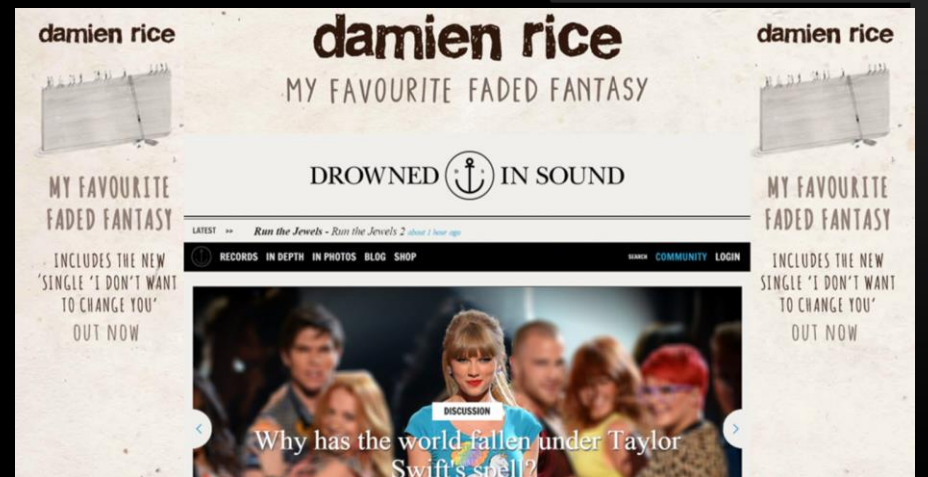 damien rice
MY FAVOURITE FADED FANTASY
damien rice
MY FAVOURITE
FADED FANTASY
INCLUDES THE NEW
'SINGLE 'I DON'T WANT
TO CHANGE YOU'
OUT NOW
DROWNED IN SOUND
LATEST »» Run the Jewels - Run the Jewels 2 about 1 hour ago
RECORDS IN DEPTH IN PHOTOS BLOG SHOP SEARCH COMMUNITY LOGIN
DISCUSSION
Why has the world fallen under Taylor
Swift's spell?
damien rice
MY FAVOURITE
FADED FANTASY
INCLUDES THE NEW
SINGLE 'I DON'T WANT
TO CHANGE YOU'
OUT NOW